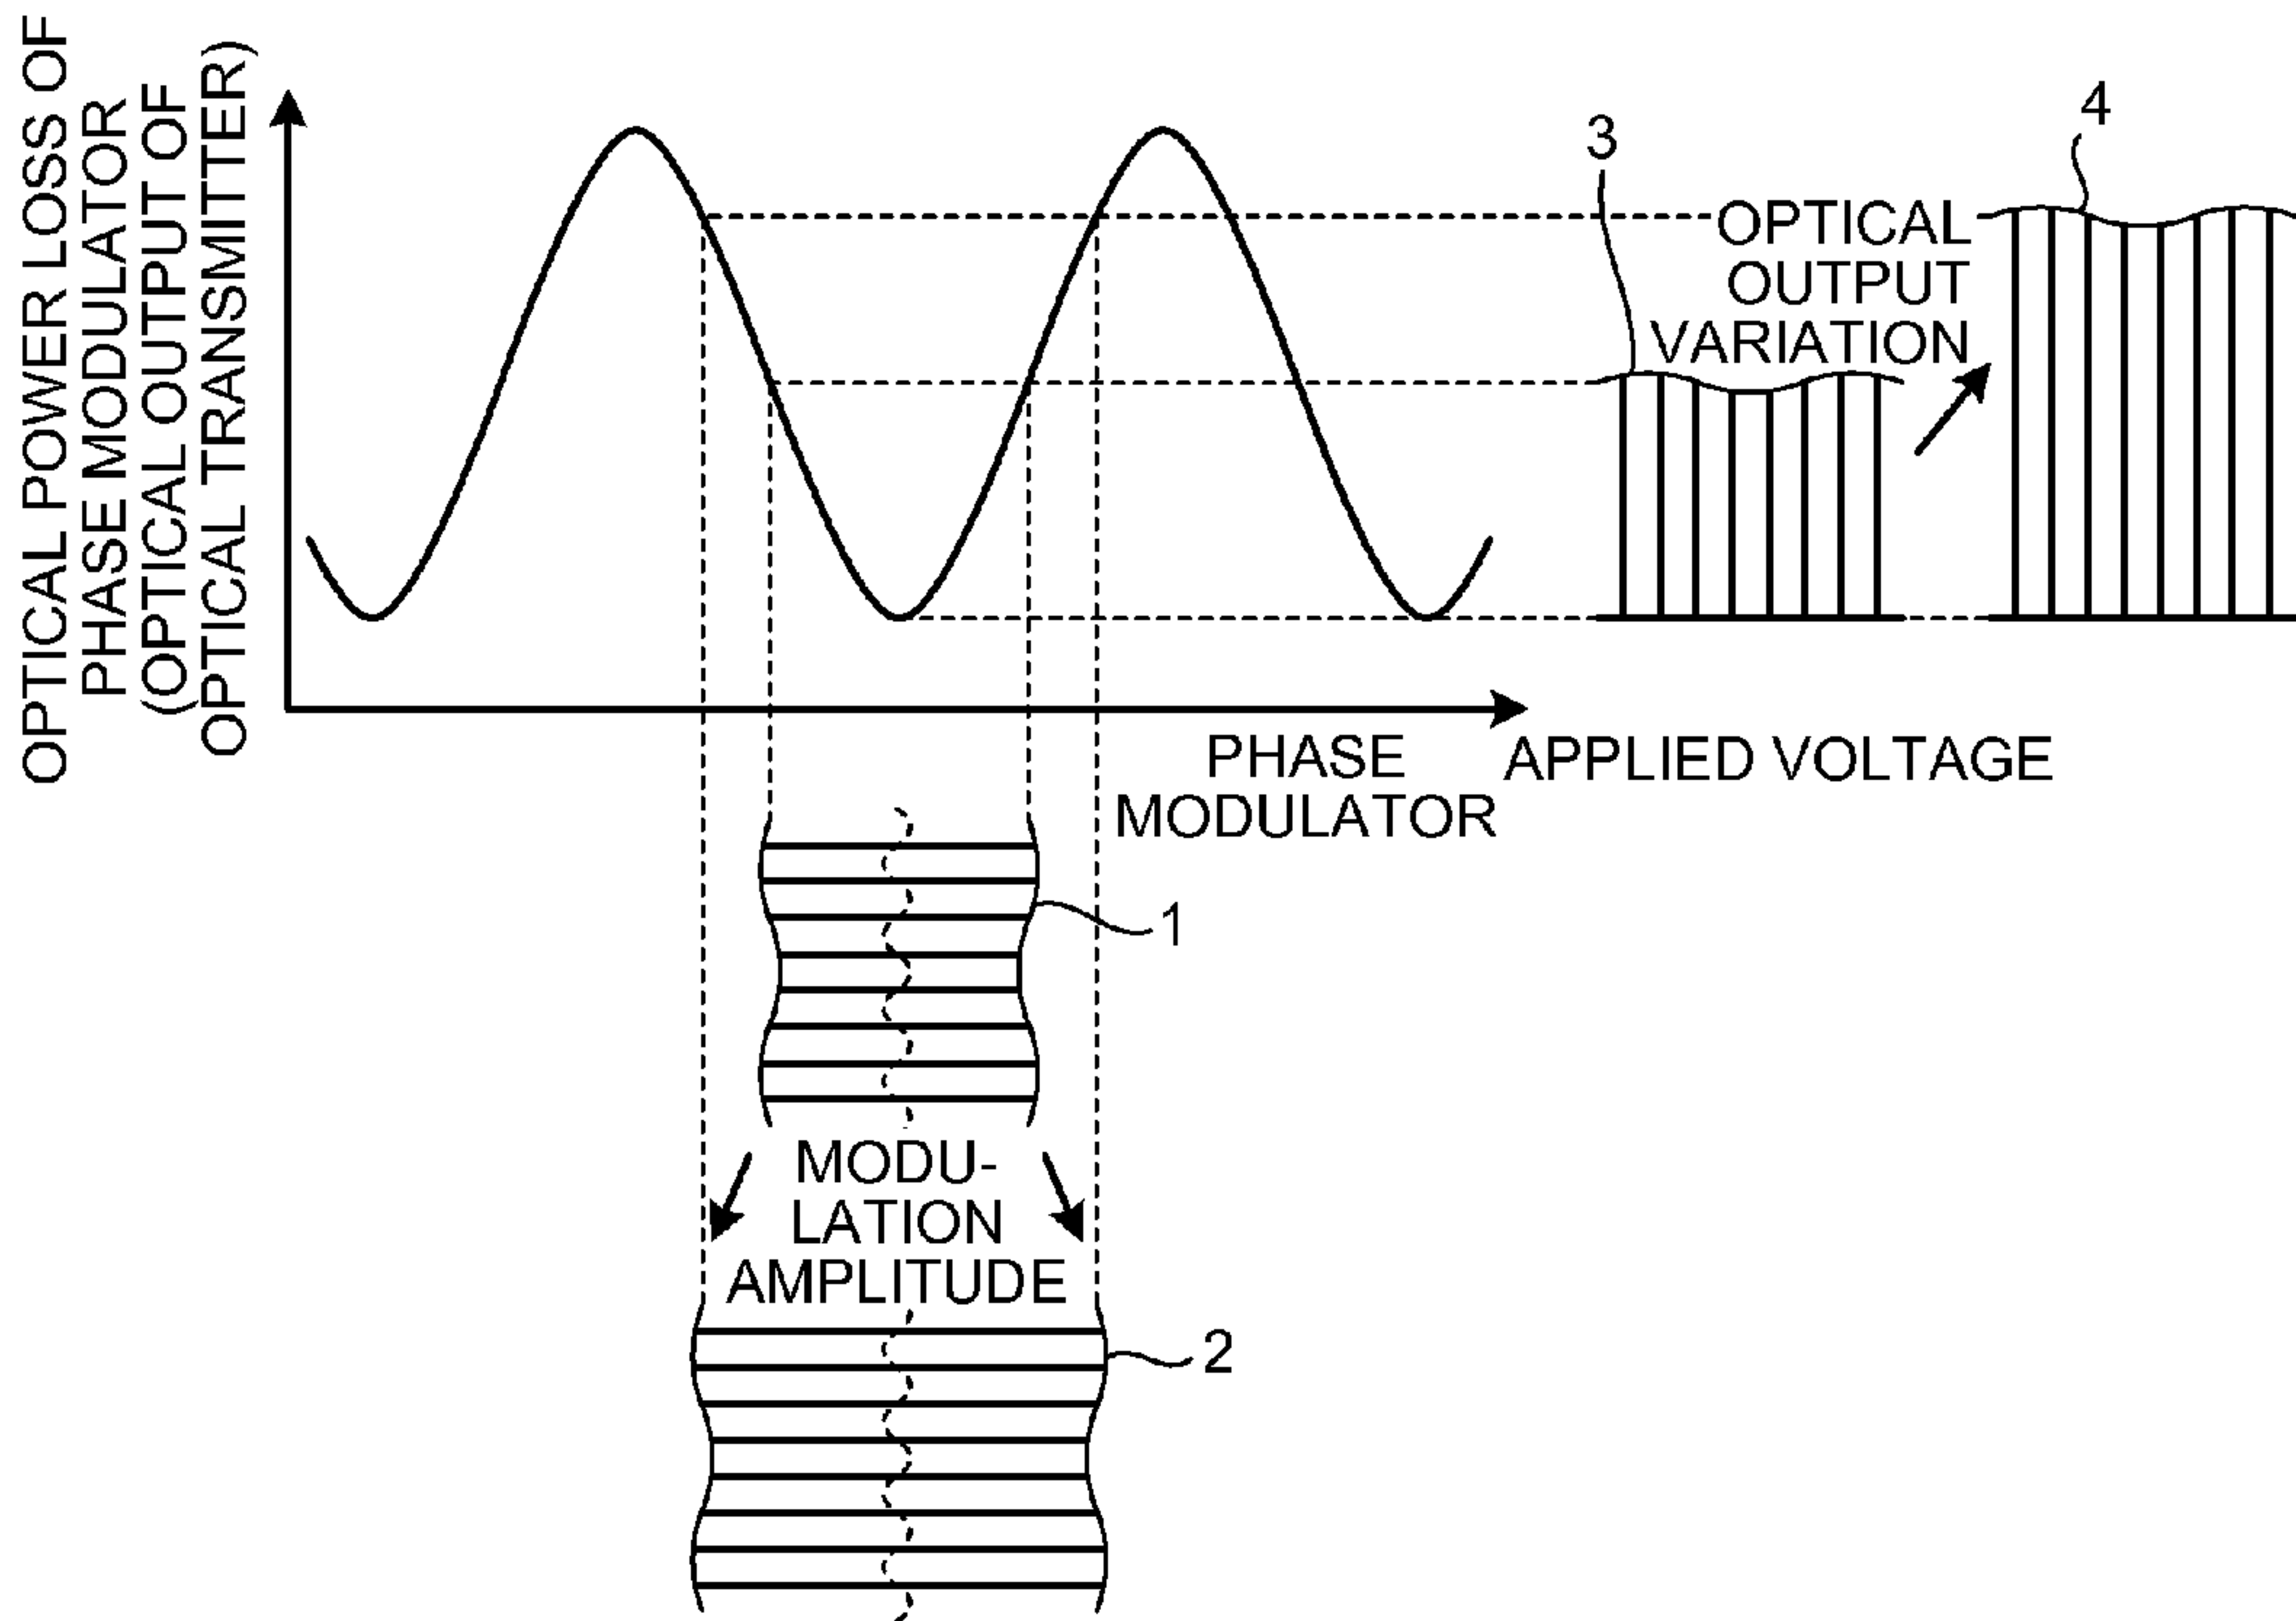 OPTICAL POWER LOSS OF
PHASE MODULATOR
(OPTICAL OUTPUT OF
OPTICAL TRANSMITTER)
3
4
OPTICAL
OUTPUT
VARIATION
PHASE
MODULATOR
APPLIED VOLTAGE
1
MODU-
LATION
AMPLITUDE
2